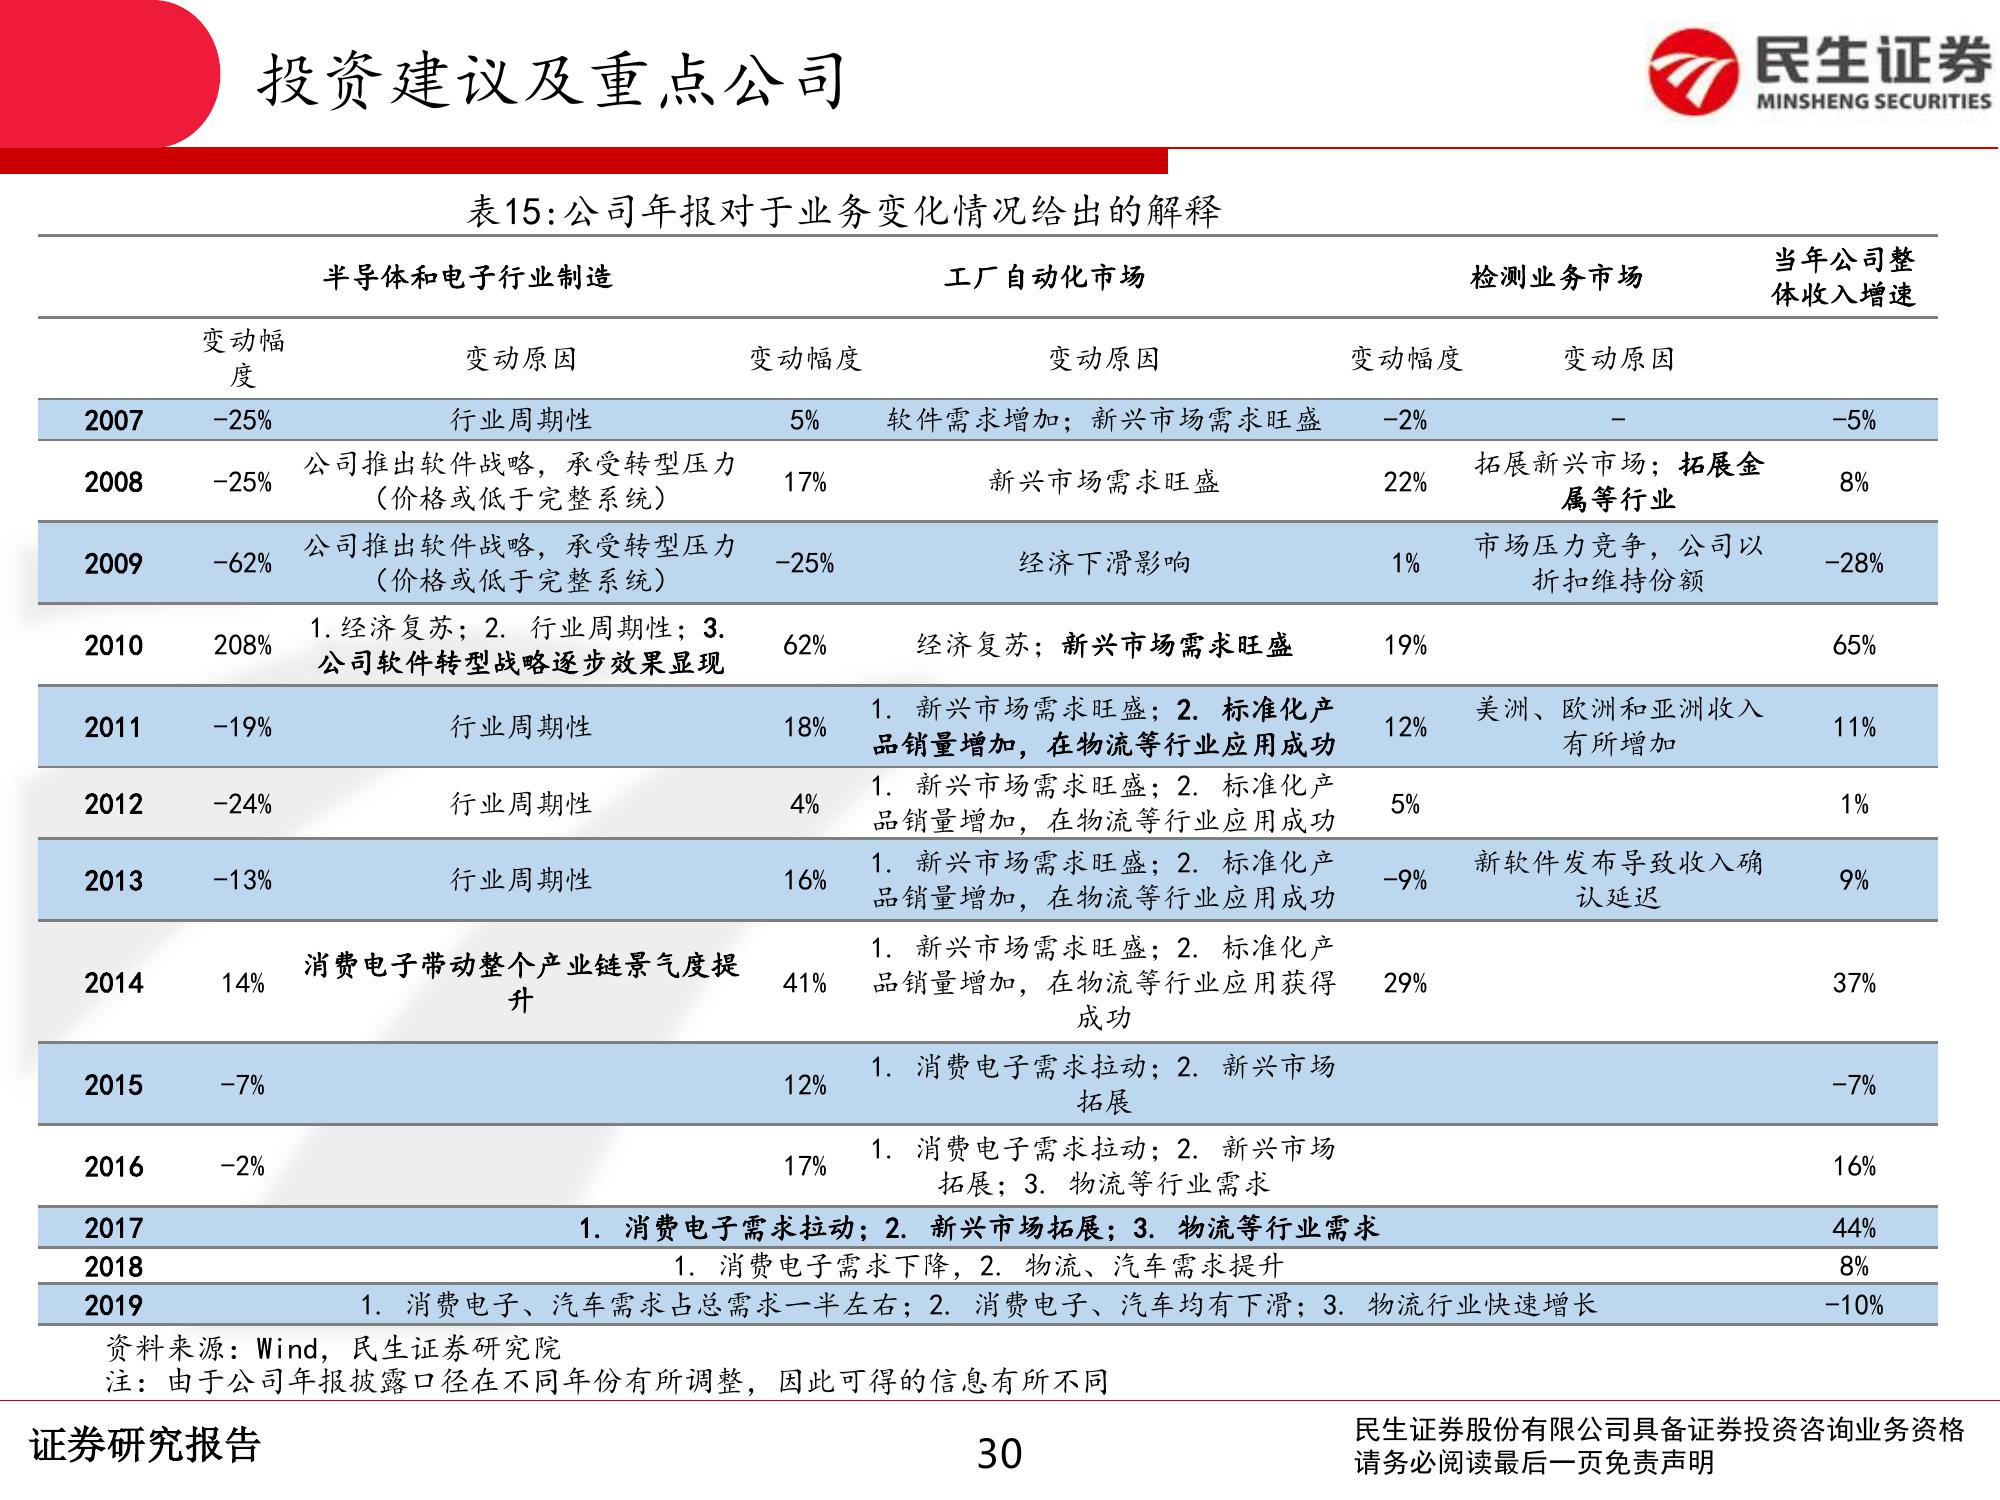 投资建议及重点公司
民生证券
MINSHENG SECURITIES
表15:公司年报对于业务变化情况给出的解释
半导体和电子行业制造 工厂自动化市场 检测业务市场 当年公司整
体收入增速
变动幅
度 变动原因 变动幅度 变动原因 变动幅度 变动原因
2007 -25% 行业周期性 5% 软件需求增加；新兴市场需求旺盛 -2% - -5%
2008 -25% 公司推出软件战略，承受转型压力
（价格或低于完整系统） 17% 新兴市场需求旺盛 22% 拓展新兴市场；拓展金
属等行业 8%
2009 -62% 公司推出软件战略，承受转型压力
（价格或低于完整系统） -25% 经济下滑影响 1% 市场压力竞争，公司以
折扣维持份额 -28%
2010 208% 1.经济复苏；2. 行业周期性；3.
公司软件转型战略逐步效果显现 62% 经济复苏；新兴市场需求旺盛 19% 65%
2011 -19% 行业周期性 18% 1. 新兴市场需求旺盛；2. 标准化产
品销量增加，在物流等行业应用成功 12% 美洲、欧洲和亚洲收入
有所增加 11%
2012 -24% 行业周期性 4% 1. 新兴市场需求旺盛；2. 标准化产
品销量增加，在物流等行业应用成功 5% 1%
2013 -13% 行业周期性 16% 1. 新兴市场需求旺盛；2. 标准化产
品销量增加，在物流等行业应用成功 -9% 新软件发布导致收入确
认延迟 9%
2014 14% 消费电子带动整个产业链景气度提
升 41% 1. 新兴市场需求旺盛；2. 标准化产
品销量增加，在物流等行业应用获得
成功 29% 37%
2015 -7% 12% 1. 消费电子需求拉动；2. 新兴市场
拓展 -7%
2016 -2% 17% 1. 消费电子需求拉动；2. 新兴市场
拓展；3. 物流等行业需求 16%
2017 1. 消费电子需求拉动；2. 新兴市场拓展；3. 物流等行业需求 44%
2018 1. 消费电子需求下降，2. 物流、汽车需求提升 8%
2019 1. 消费电子、汽车需求占总需求一半左右；2. 消费电子、汽车均有下滑；3. 物流行业快速增长 -10%
资料来源：Wind，民生证券研究院
注：由于公司年报披露口径在不同年份有所调整，因此可得的信息有所不同
证券研究报告
30
民生证券股份有限公司具备证券投资咨询业务资格
请务必阅读最后一页免责声明